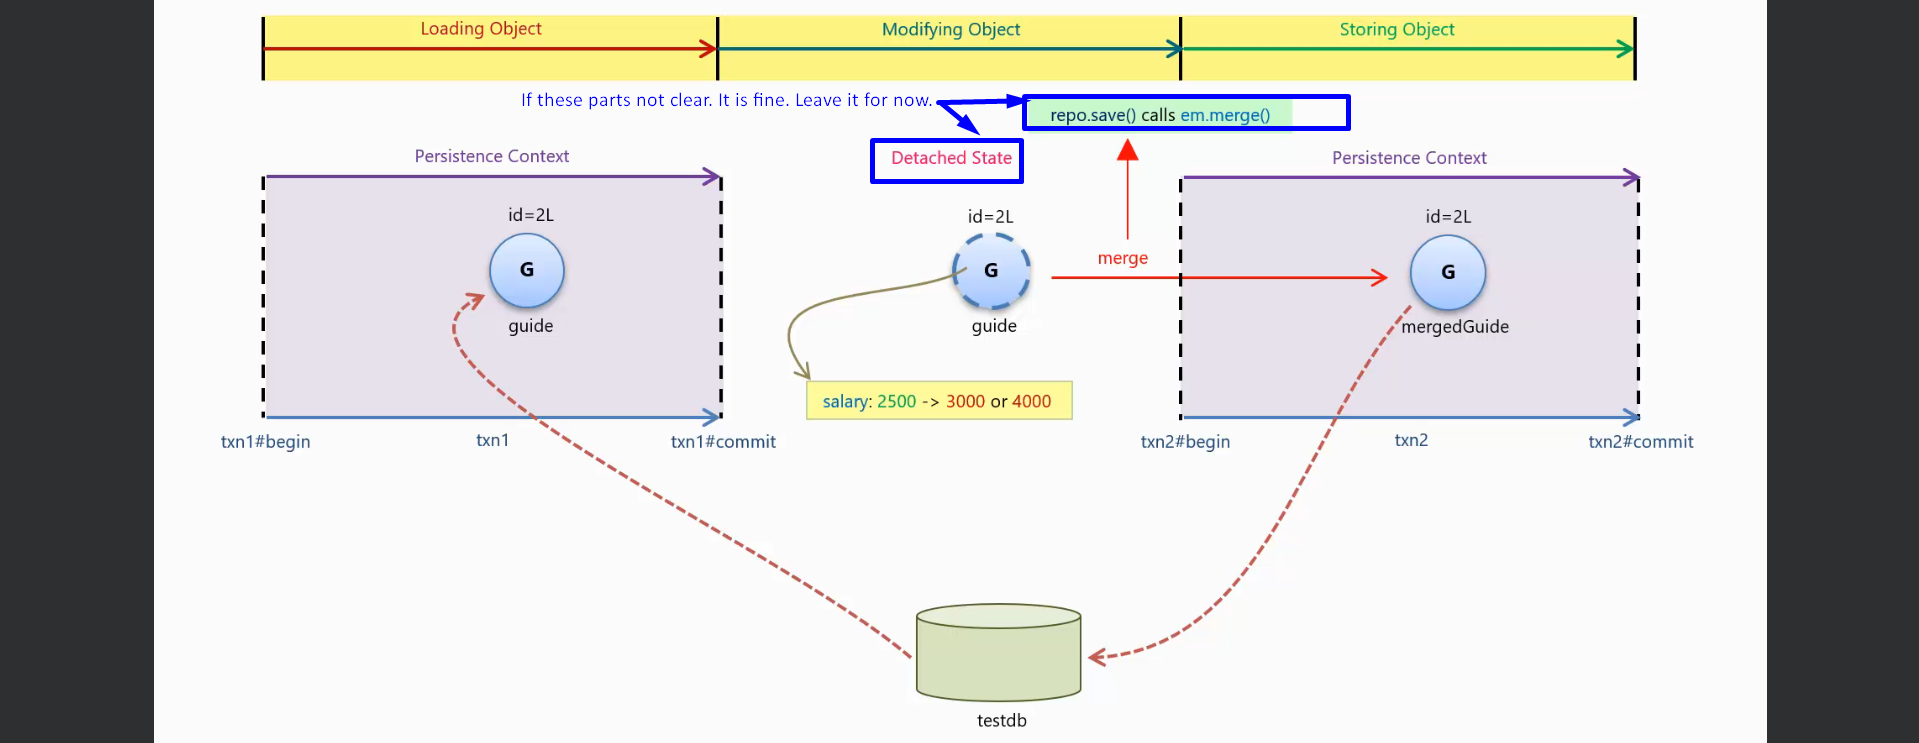 Loading Object
Modifying Object
Storing Object
If these parts not clear. It is fine. Leave it for now.
repo.save() calls em.merge()
Persistence Context
Detached State
Persistence Context
id=2L
id=2L
id=2L
G
G
G
merge
guide
guide
mergedGuide
salary: 2500 -> 3000 or 4000
txn1#begin
txn1
txn1#commit
txn2#begin
txn2
txn2#commit
testdb